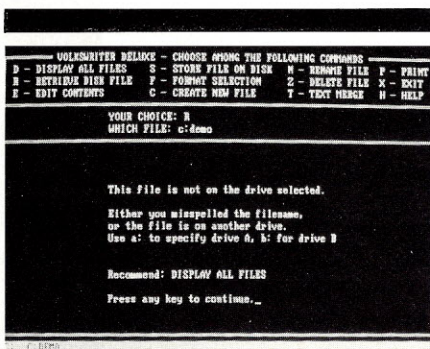 VOLKSWRITER DELUXE - CHOOSE AMONG THE FOLLOWING COMMANDS
D - DISPLAY ALL FILES S - STORE FILE ON DISK N - RENAME FILE P - PRINT
R - RETRIEVE DISK FILE F - FORMAT SELECTION Z - DELETE FILE X - EXIT
E - EDIT CONTENTS C - CREATE NEW FILE T - TEXT MERGE H - HELP
YOUR CHOICE: R
WHICH FILE: c:demo
This file is not on the drive selected.
Either you misspelled the filename,
or the file is on another drive.
Use a: to specify drive A, b: for drive B
Recommend: DISPLAY ALL FILES
Press any key to continue._
C:DEMO